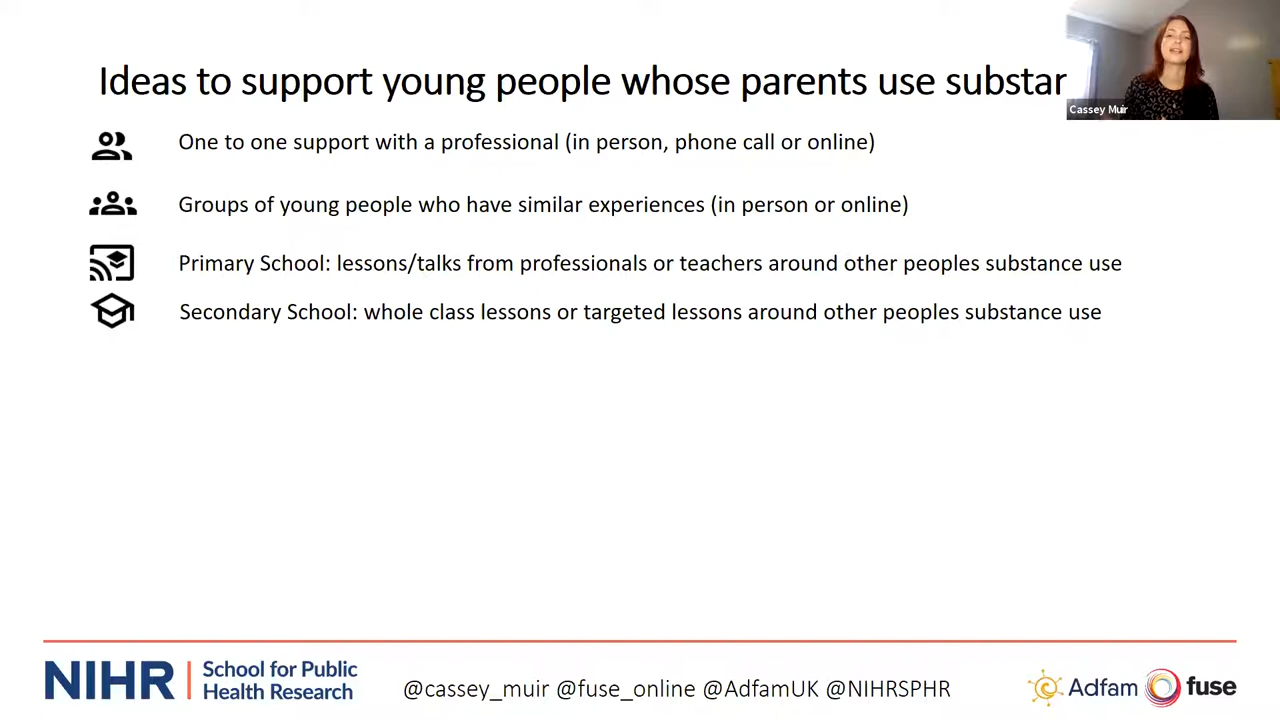 Ideas to support young people whose parents use substan
Cassey Muir
One to one support with a professional (in person, phone call or online)
Groups of young people who have similar experiences (in person or online)
Primary School: lessons/talks from professionals or teachers around other peoples substance use
Secondary School: whole class lessons or targeted lessons around other peoples substance use
NIHR | School for Public
Health Research
@cassey_muir @fuse_online @AdfamUK @NIHRSPHR
Adfam
fuse